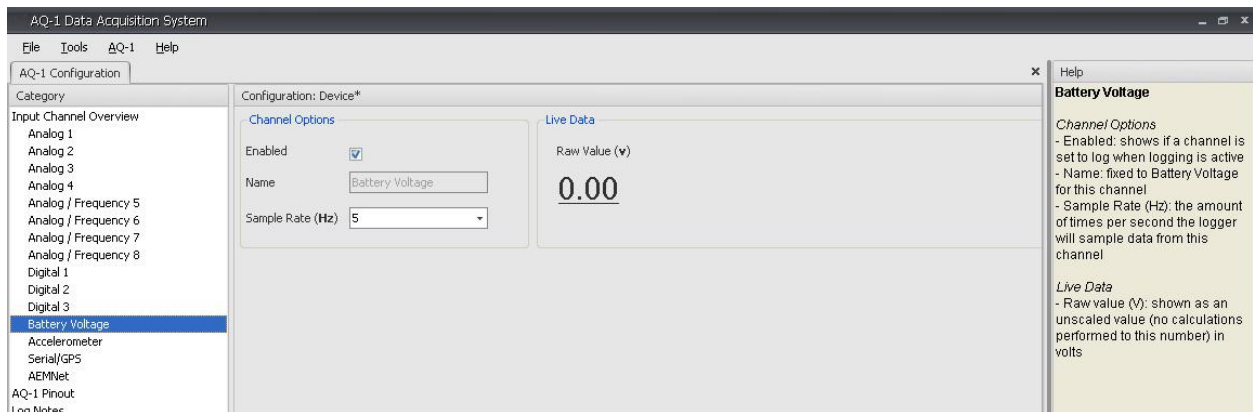 AQ-1 Data Acquisition System
File Tools AQ-1 Help
AQ-1 Configuration
Category
Input Channel Overview
Analog 1
Analog 2
Analog 3
Analog 4
Analog / Frequency 5
Analog / Frequency 6
Analog / Frequency 7
Analog / Frequency 8
Digital 1
Digital 2
Digital 3
Battery Voltage
Accelerometer
Serial/GPS
AEMNet
AQ-1 Pinout
Log Notes
Configuration: Device*
Channel Options
Enabled
Name Battery Voltage
Sample Rate (Hz) 5
Live Data
Raw Value (v)
0.00
Help
Battery Voltage
Channel Options
- Enabled: shows if a channel is
set to log when logging is active
- Name: fixed to Battery Voltage
for this channel
- Sample Rate (Hz): the amount
of times per second the logger
will sample data from this
channel
Live Data
- Raw value (V): shown as an
unscaled value (no calculations
performed to this number) in
volts